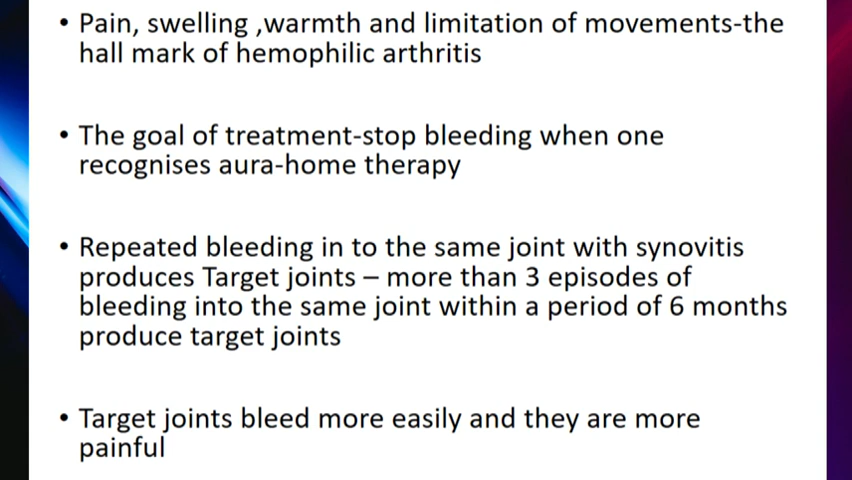 • Pain, swelling ,warmth and limitation of movements-the
hall mark of hemophilic arthritis
• The goal of treatment-stop bleeding when one
recognises aura-home therapy
• Repeated bleeding in to the same joint with synovitis
produces Target joints – more than 3 episodes of
bleeding into the same joint within a period of 6 months
produce target joints
• Target joints bleed more easily and they are more
painful